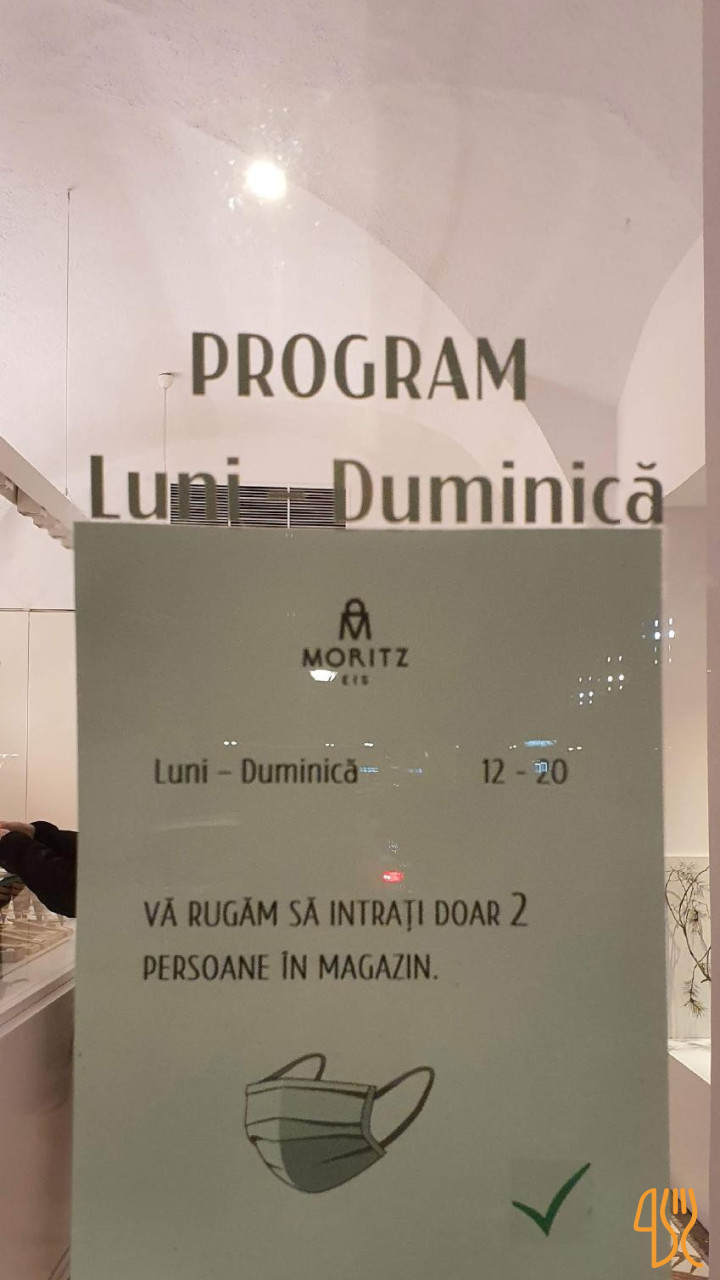 PROGRAM
Luni – Duminică
MORITZ
EIS
Luni – Duminică 12 - 20
VĂ RUGĂM SĂ INTRAȚI DOAR 2
PERSOANE ÎN MAGAZIN.